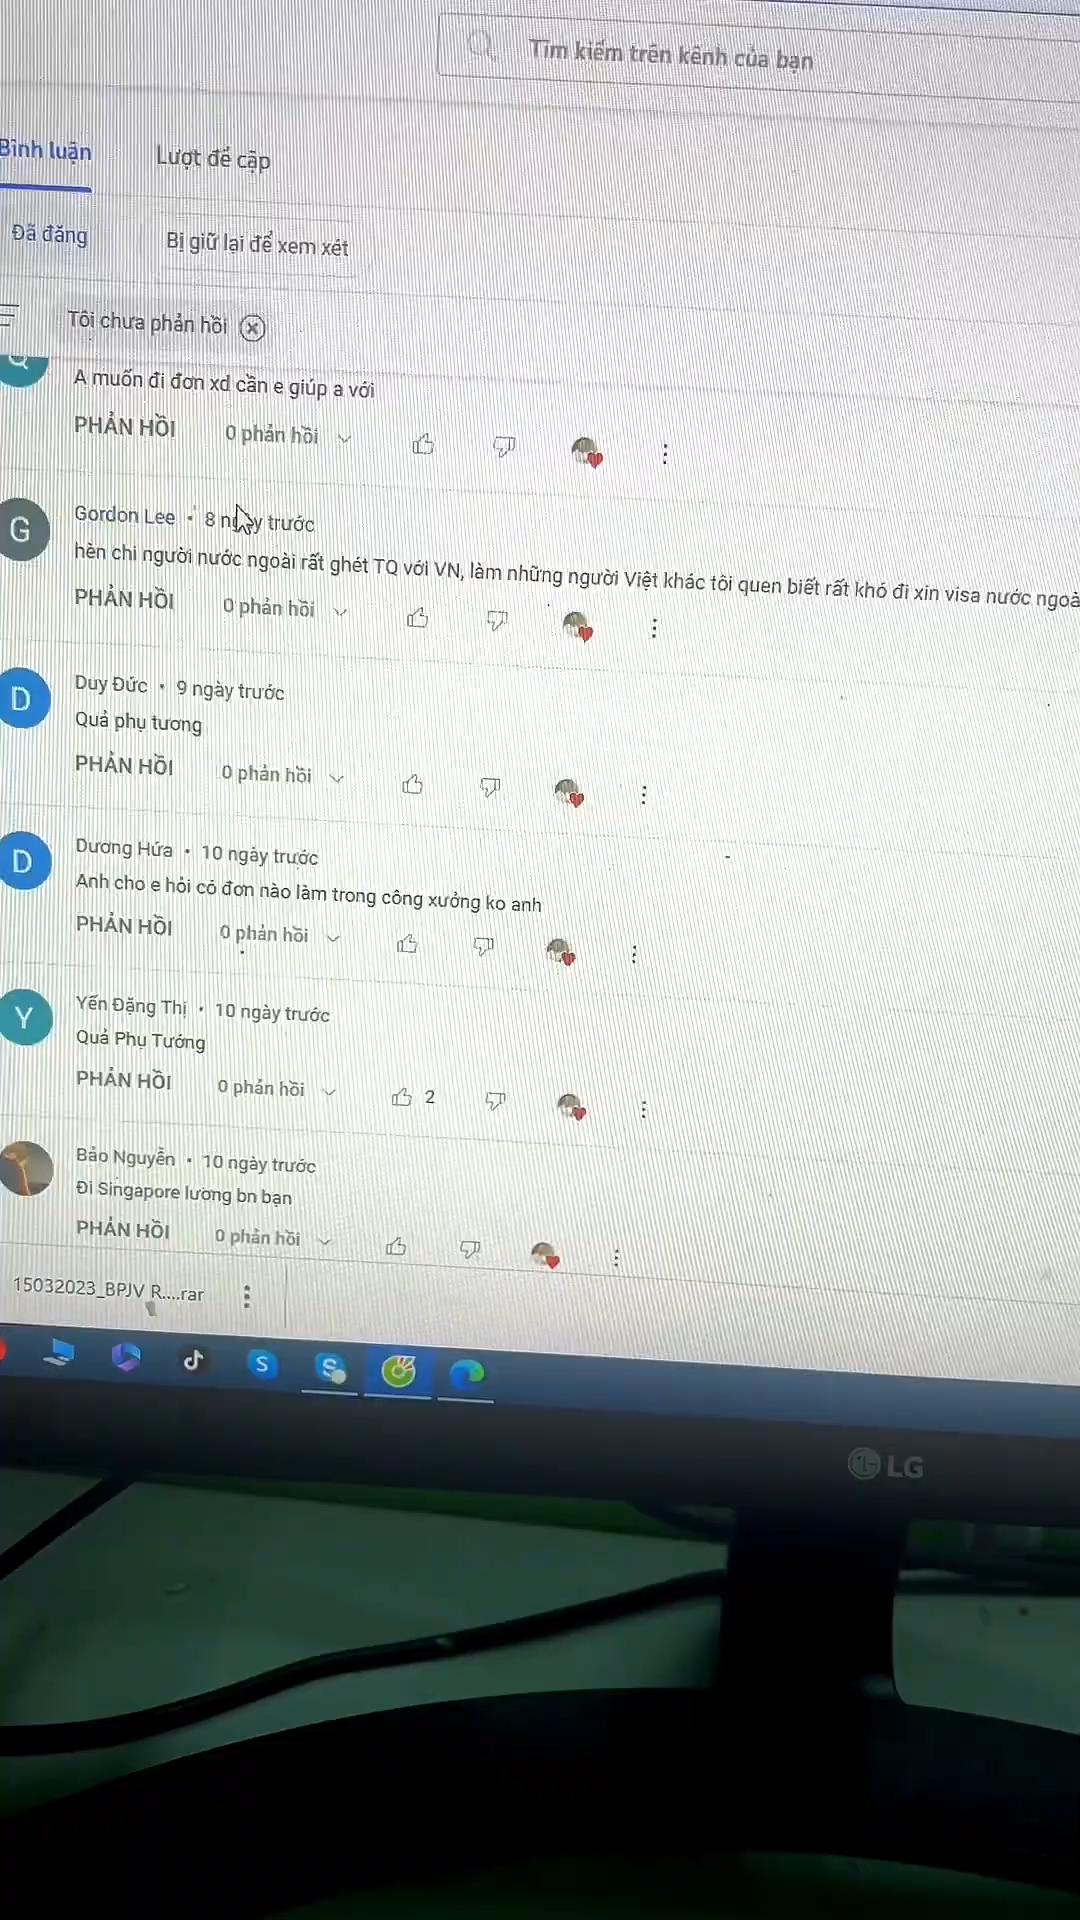 Tìm kiếm trên kênh của bạn
Bình luận
Lượt đề cập
Đã đăng
Bị giữ lại để xem xét
Tôi chưa phản hồi
A muốn đi đơn xd cần e giúp a với
PHẢN HỒI 0 phản hồi
G
Gordon Lee • 8 ngày trước
hèn chi người nước ngoài rất ghét TQ với VN, làm những người Việt khác tôi quen biết rất khó đi xin visa nước
PHẢN HỒI 0 phản hồi
D
Duy Đức • 9 ngày trước
Quả phụ tương
PHẢN HỒI 0 phản hồi
D
Dương Hứa • 10 ngày trước
Anh cho e hỏi có đơn nào làm trong công xưởng ko anh
PHẢN HỒI 0 phản hồi
Y
Yến Đặng Thị • 10 ngày trước
Quả Phụ Tướng
PHẢN HỒI 0 phản hồi 2
Bảo Nguyễn • 10 ngày trước
Đi Singapore lường bn bạn
PHẢN HỒI 0 phản hồi
15032023_BPJV R....rar
S
S
LG